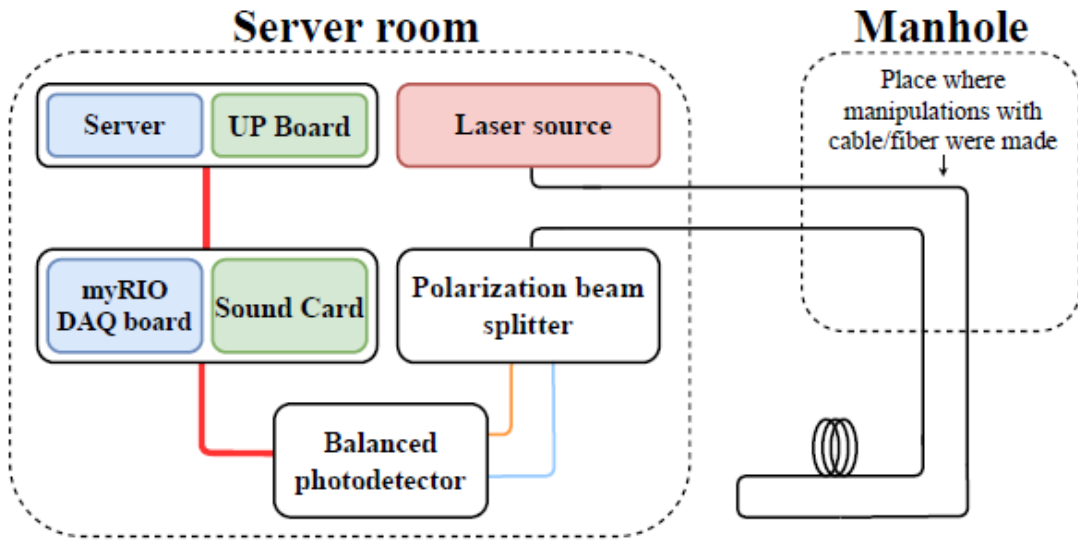 Server room
Manhole
Server
UP Board
Laser source
Place where
manipulations with
cable/fiber were made
myRIO
DAQ board
Sound Card
Polarization beam
splitter
Balanced
photodetector